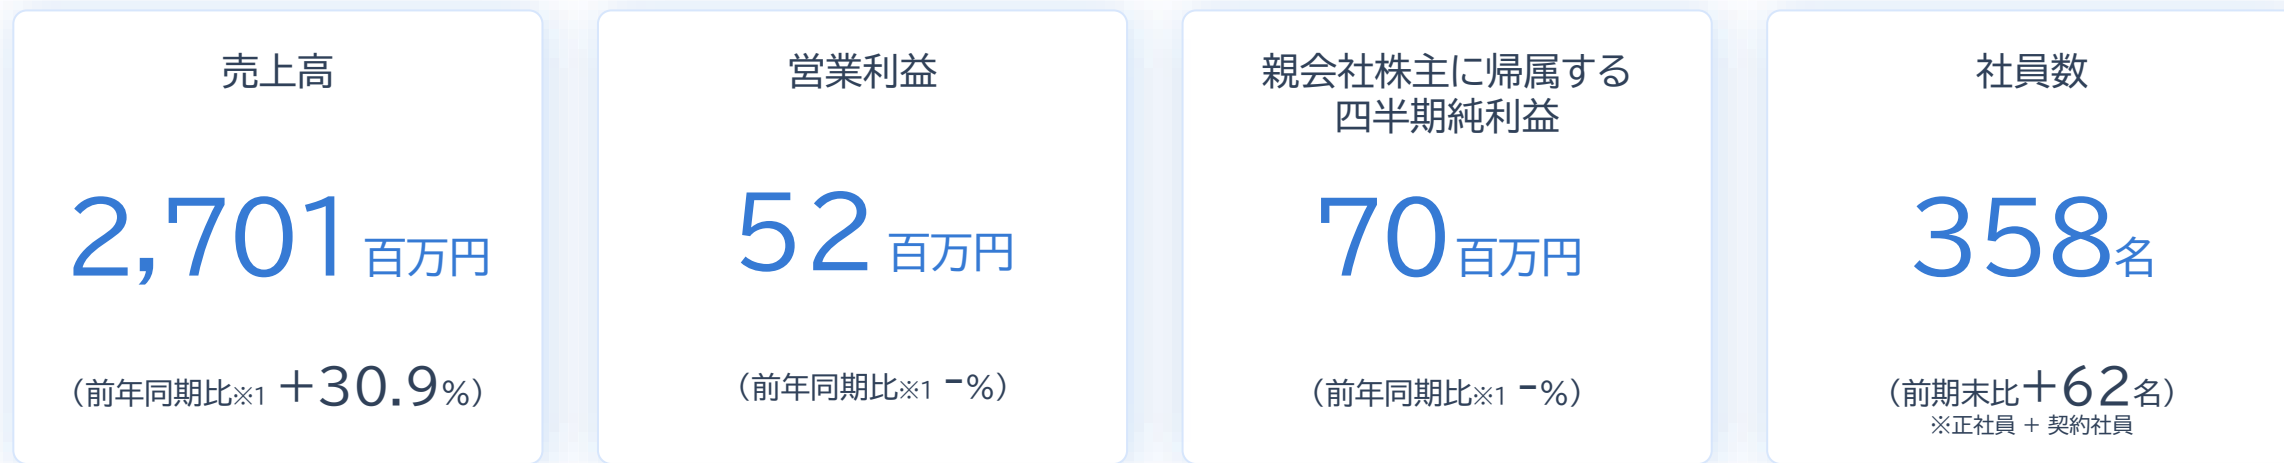 売上高
2,701百万円
(前年同期比※1 +30.9%)
営業利益
52百万円
(前年同期比※1 -%)
親会社株主に帰属する
四半期純利益
70百万円
(前年同期比※1 -%)
社員数
358名
(前期末比+62名)
※正社員 + 契約社員